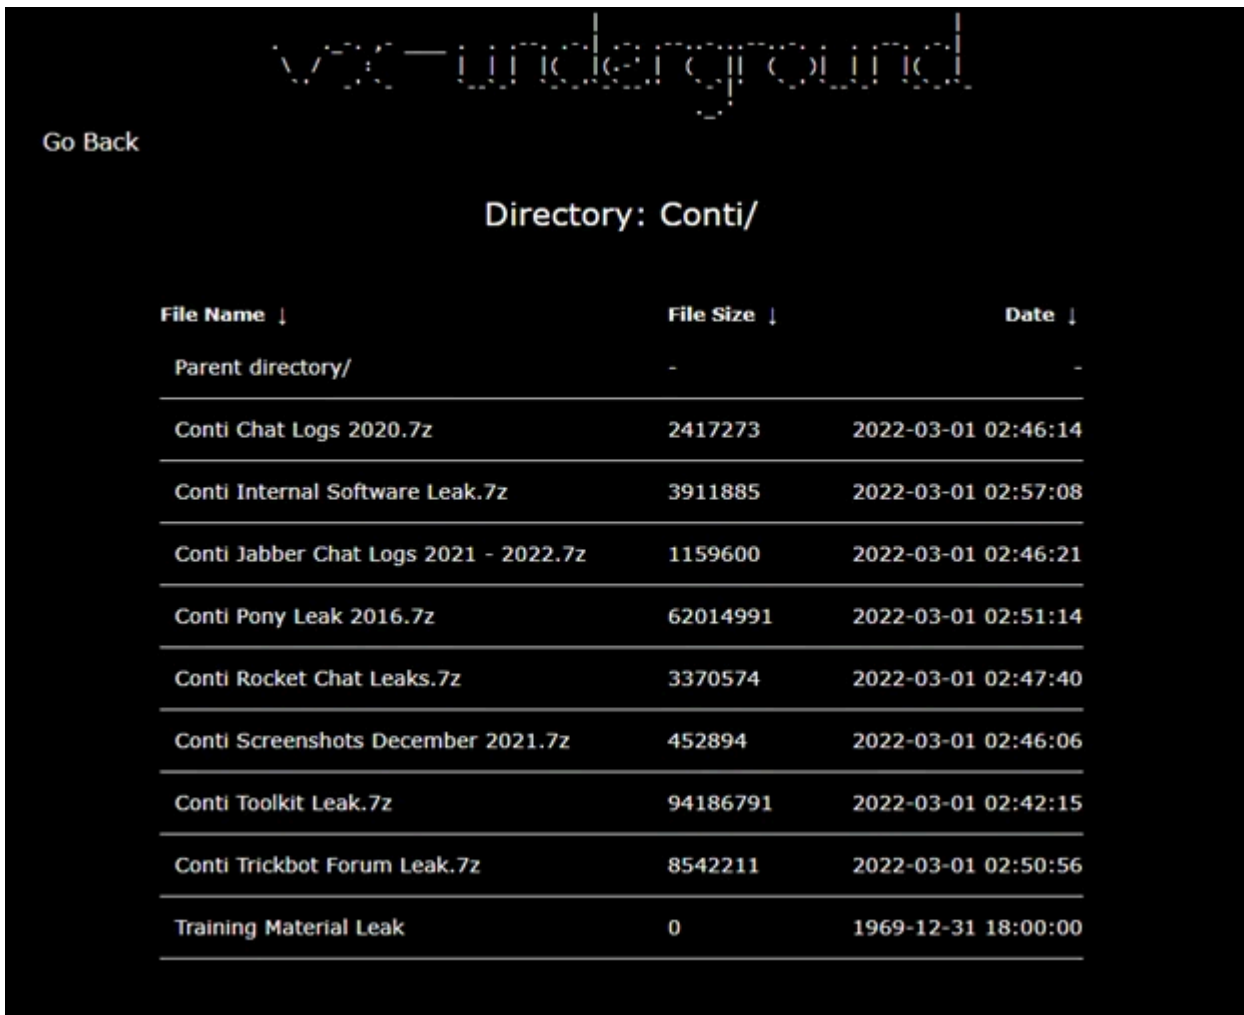 vx-underground
Go Back
Directory: Conti/
File Name ↓ File Size ↓ Date ↓
Parent directory/ - -
Conti Chat Logs 2020.7z 2417273 2022-03-01 02:46:14
Conti Internal Software Leak.7z 3911885 2022-03-01 02:57:08
Conti Jabber Chat Logs 2021 - 2022.7z 1159600 2022-03-01 02:46:21
Conti Pony Leak 2016.7z 62014991 2022-03-01 02:51:14
Conti Rocket Chat Leaks.7z 3370574 2022-03-01 02:47:40
Conti Screenshots December 2021.7z 452894 2022-03-01 02:46:06
Conti Toolkit Leak.7z 94186791 2022-03-01 02:42:15
Conti Trickbot Forum Leak.7z 8542211 2022-03-01 02:50:56
Training Material Leak 0 1969-12-31 18:00:00